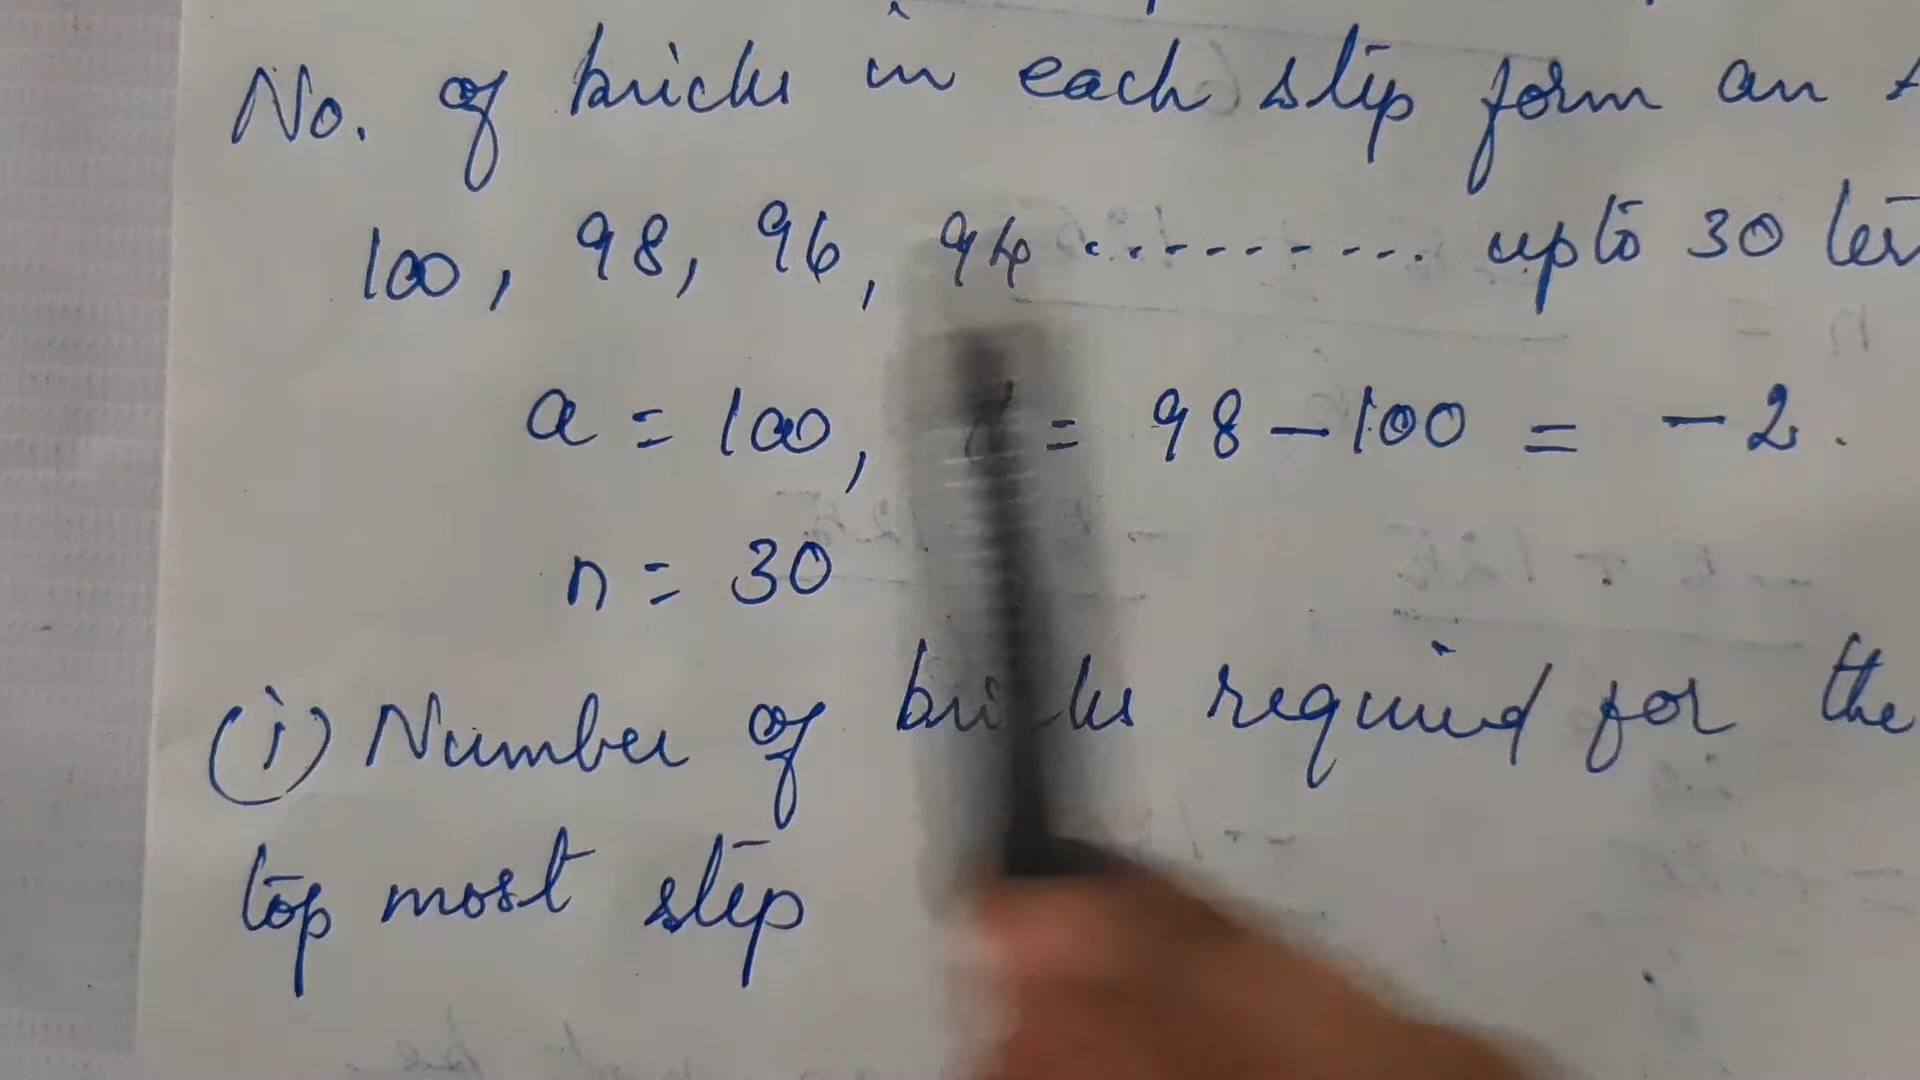 No. of bricks in each step form an
100, 98, 96, 94 ......... upto 30
a = 100, d = 98 - 100 = -2.
n = 30
(i) Number of bricks required for the
top most step